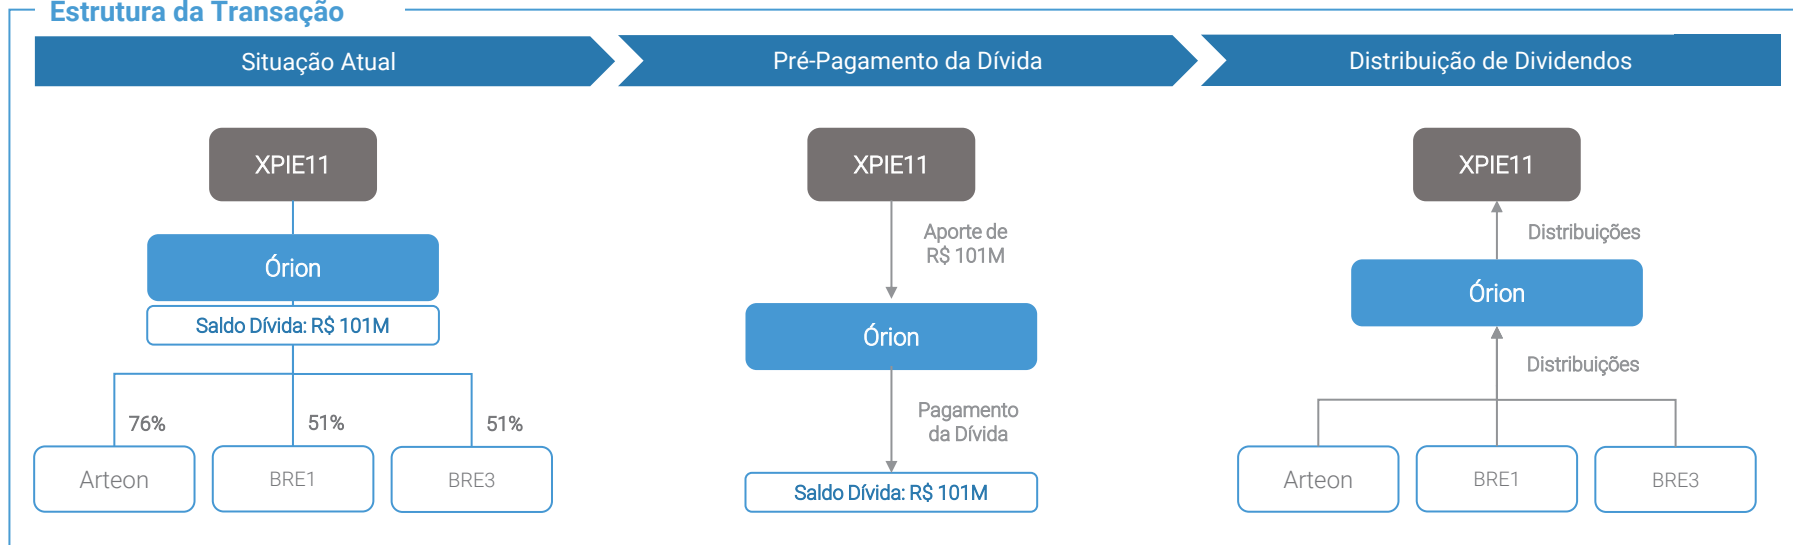 Estrutura da Transação
Situação Atual
Pré-Pagamento da Dívida
Distribuição de Dividendos
XPIE11
Órion
Saldo Dívida: R$ 101M
76%
51%
51%
Arteon
BRE1
BRE3
XPIE11
Aporte de
R$ 101M
Órion
Pagamento
da Dívida
Saldo Dívida: R$ 101M
XPIE11
Distribuições
Órion
Distribuições
Arteon
BRE1
BRE3